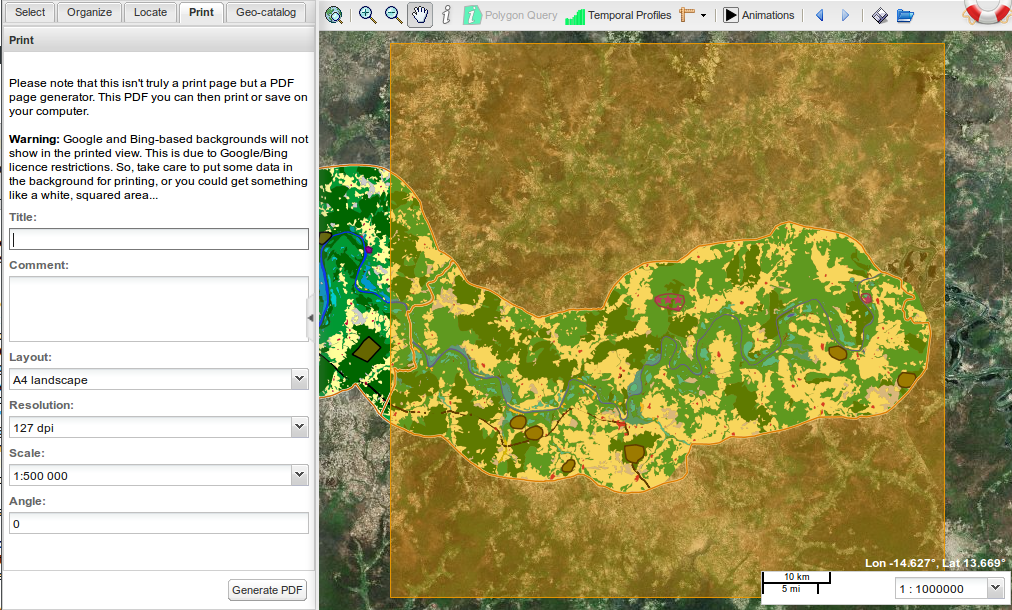 Select Organize Locate Print Geo-catalog
Polygon Query Temporal Profiles Animations
Print
Please note that this isn't truly a print page but a PDF
page generator. This PDF you can then print or save on
your computer.
Warning: Google and Bing-based backgrounds will not
show in the printed view. This is due to Google/Bing
licence restrictions. So, take care to put some data in
the background for printing, or you could get something
like a white, squared area...
Title:
Comment:
Layout:
A4 landscape
Resolution:
127 dpi
Scale:
1:500 000
Angle:
0
Generate PDF
Lon -14.627°, Lat 13.669°
10 km
5 mi
1 : 1000000